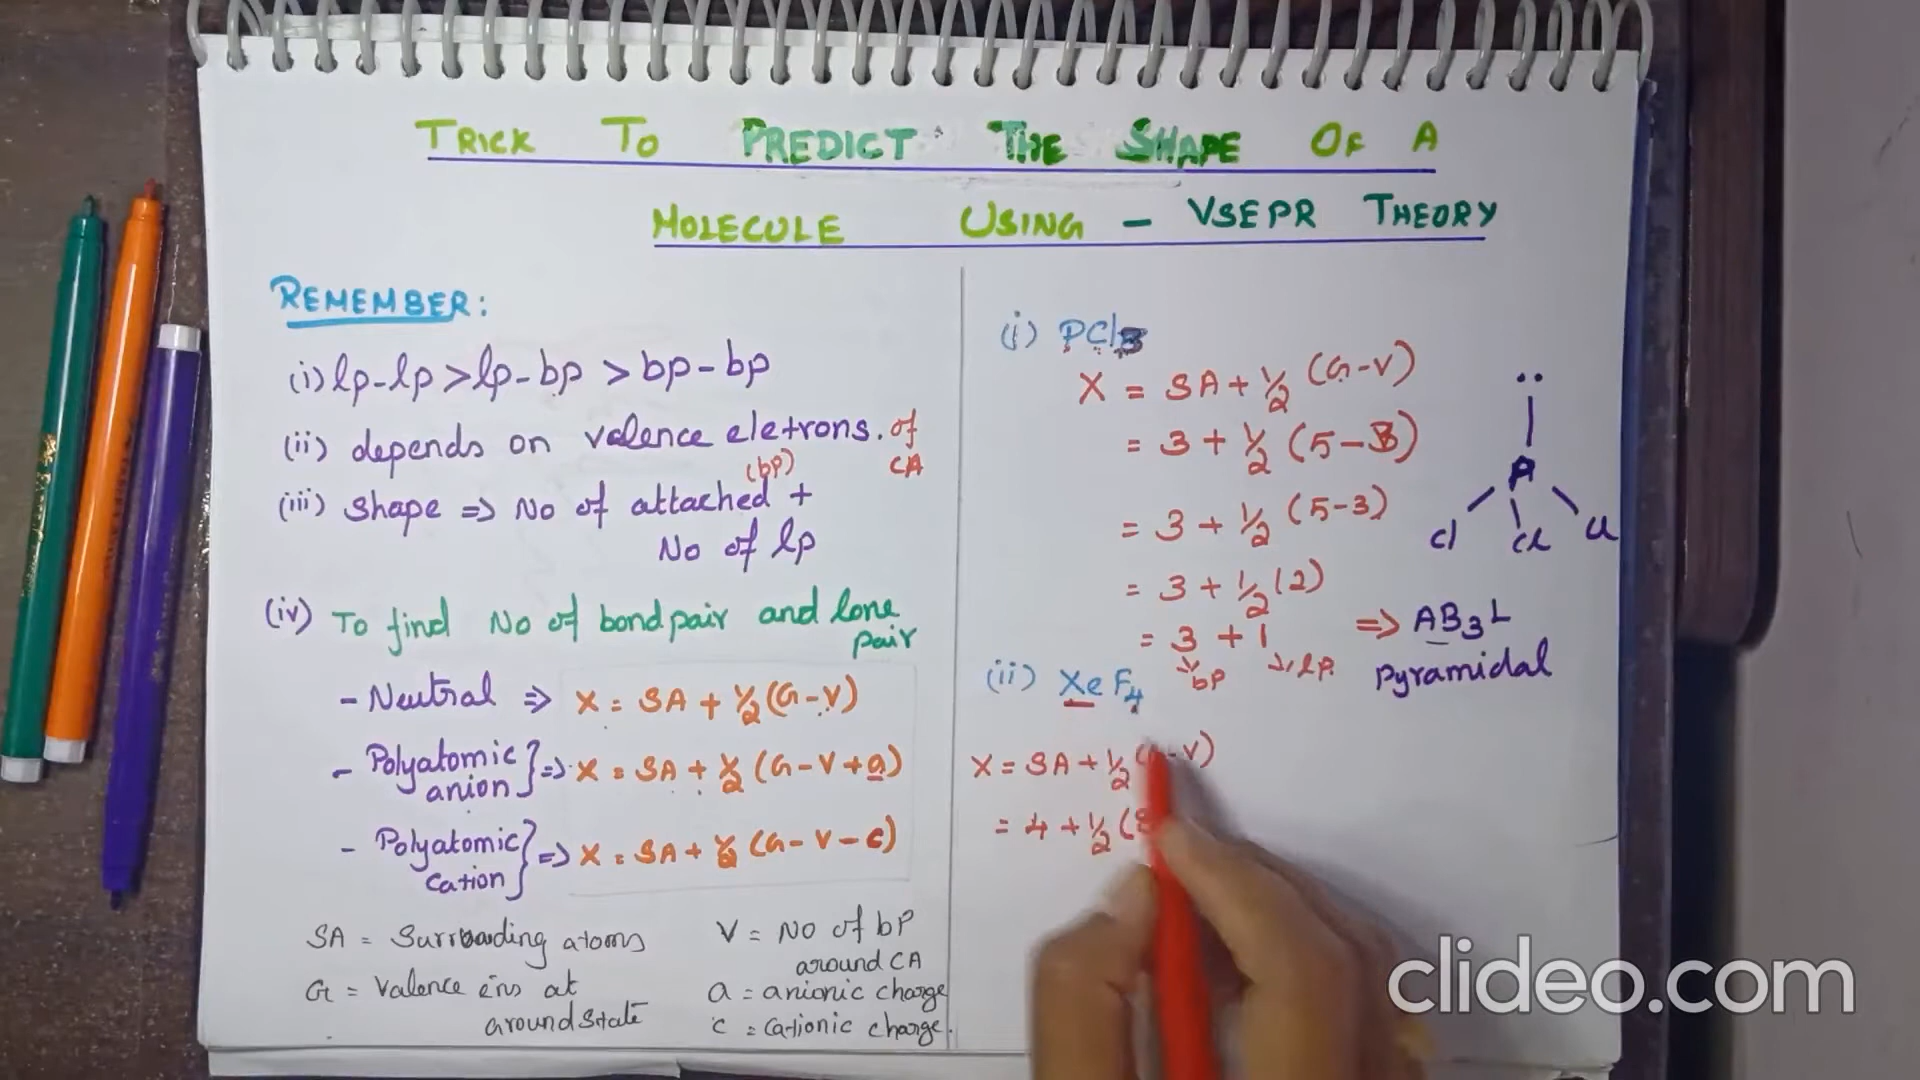 TRICK TO PREDICT THE SHAPE OF A
MOLECULE USING - VSEPR THEORY
REMEMBER:
(i) lp-lp > lp-bp > bp-bp
(ii) depends on valence eletrons. of CA
(iii) Shape => No of attached + (bp)
No of lp
(iv) To find No of bond pair and lone
pair
- Neutral => X = SA + 1/2 (G-V)
- Polyatomic anion } => X = SA + 1/2 (G-V+a)
- Polyatomic Cation } => X = SA + 1/2 (G-V-c)
SA = Surrounding atoms
G = Valence ēns at
around state
V = No of bP
around CA
a = anionic charge
c = cationic charge.
(i) PCl3
X = SA + 1/2 (G-V)
= 3 + 1/2 (5-3)
= 3 + 1/2 (5-3)
= 3 + 1/2 (2)
= 3 + 1
bp lp.
A
Cl Cl Cl
=> AB3L
Pyramidal
(ii) XeF4
X = SA + 1/2 (G-V)
= 4 + 1/2 (8
clideo.com